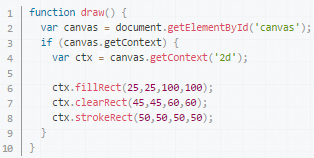 1 function draw() {
2   var canvas = document.getElementById('canvas');
3   if (canvas.getContext) {
4     var ctx = canvas.getContext('2d');
5
6     ctx.fillRect(25,25,100,100);
7     ctx.clearRect(45,45,60,60);
8     ctx.strokeRect(50,50,50,50);
9   }
10 }